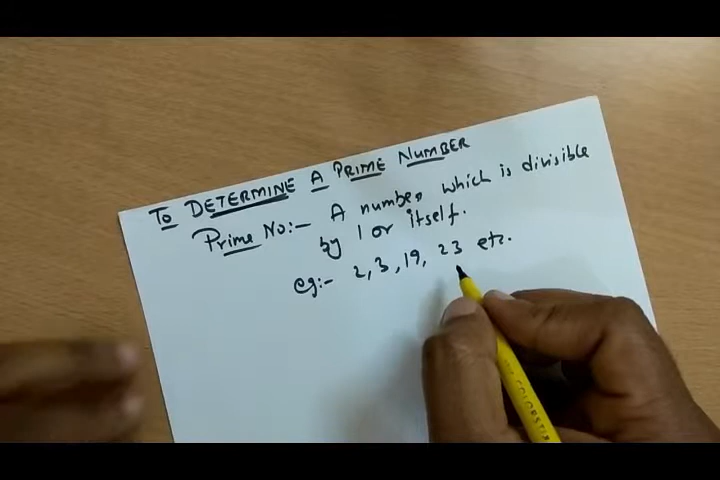 TO DETERMINE A PRIME NUMBER
Prime No:- A number which is divisible
by 1 or itself.
eg:- 2, 3, 19, 23 etc.